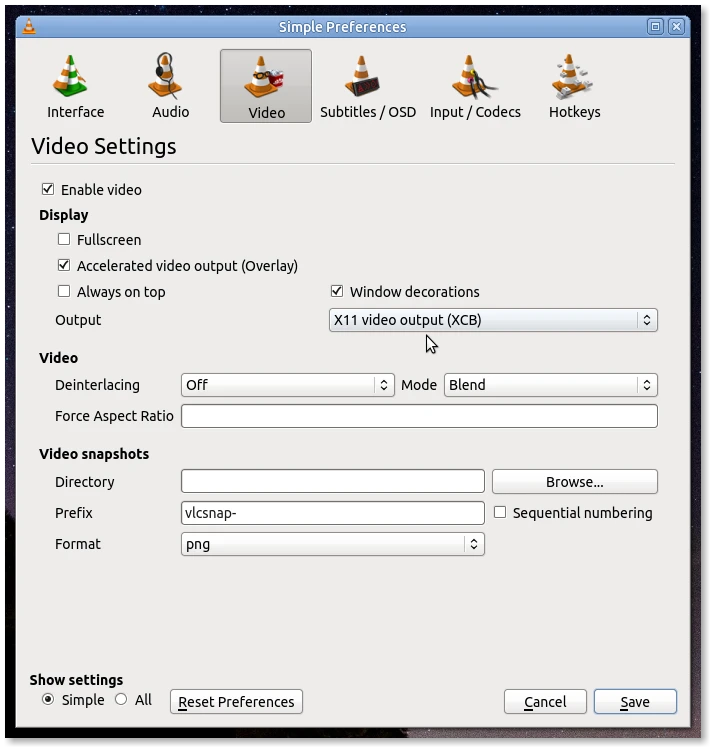 Simple Preferences
Interface Audio Video Subtitles / OSD Input / Codecs Hotkeys
Video Settings
Enable video
Display
Fullscreen
Accelerated video output (Overlay)
Always on top Window decorations
Output X11 video output (XCB)
Video
Deinterlacing Off Mode Blend
Force Aspect Ratio
Video snapshots
Directory Browse...
Prefix vlcsnap- Sequential numbering
Format png
Show settings
Simple All Reset Preferences Cancel Save